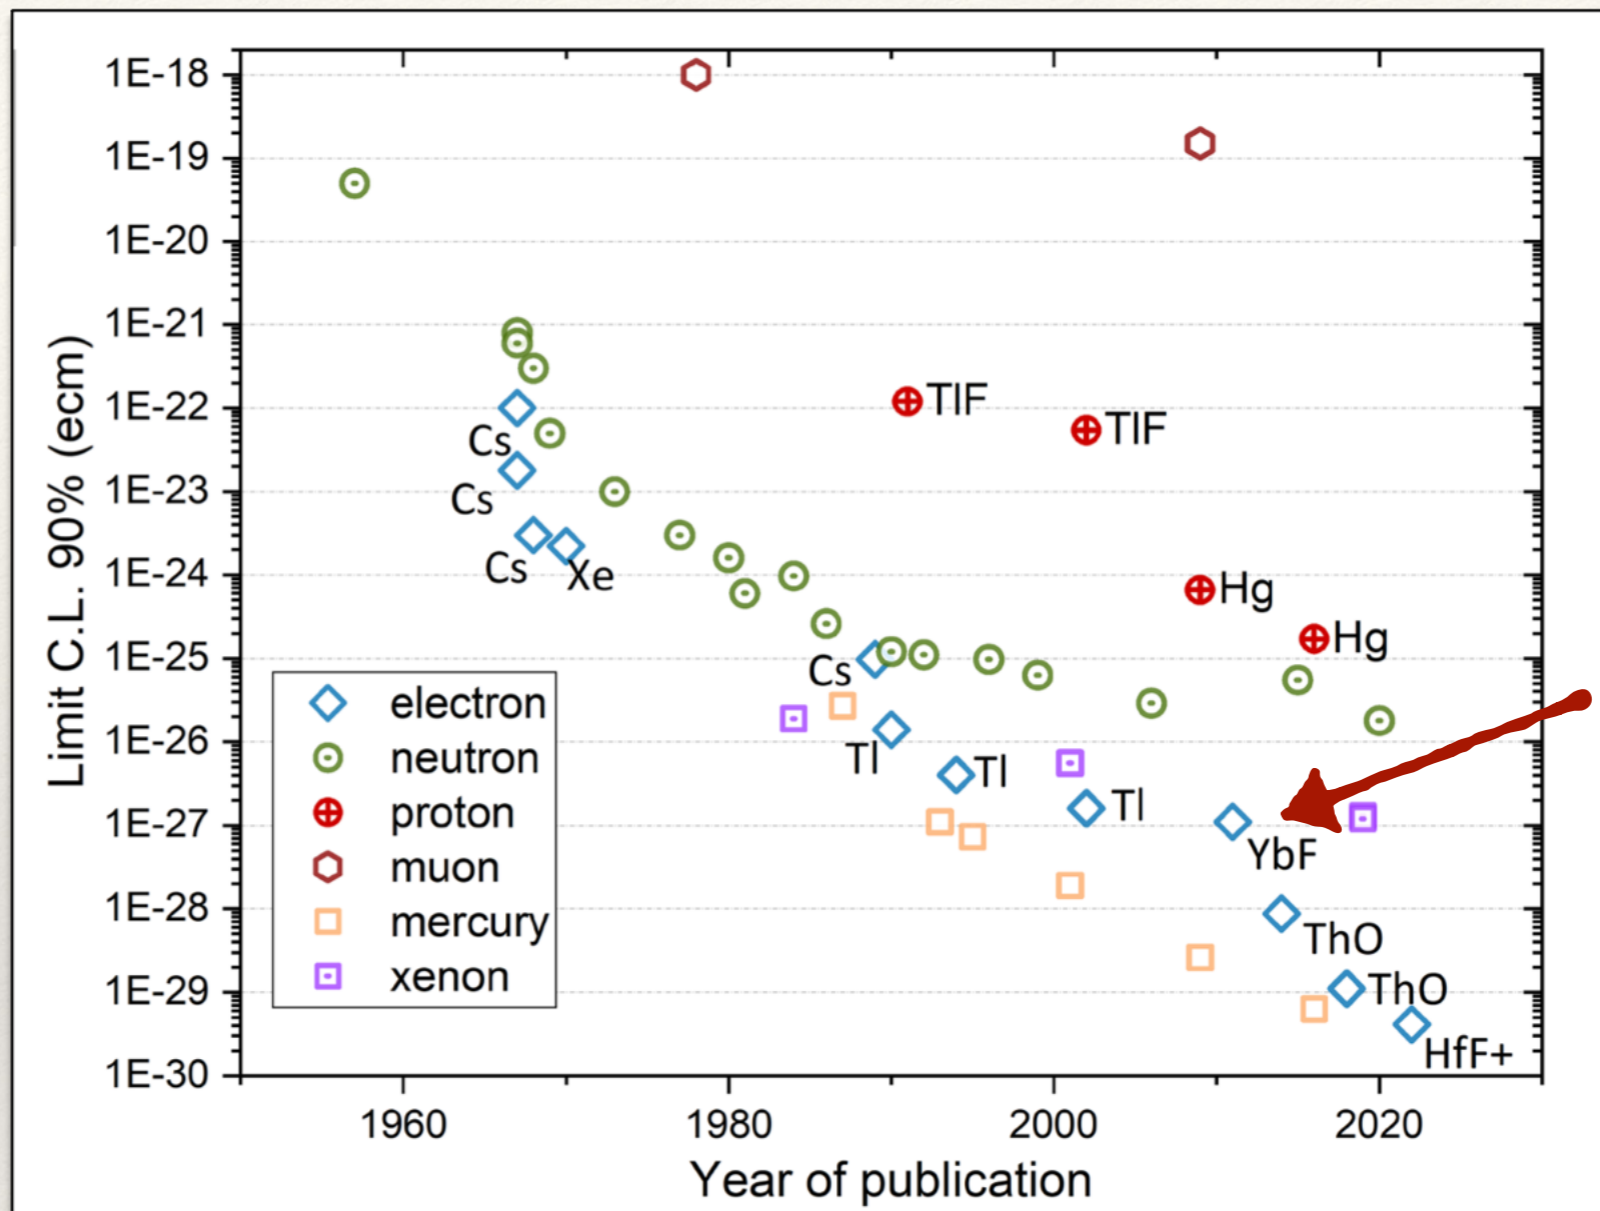 1E-18
1E-19
1E-20
1E-21
1E-22
1E-23
1E-24
1E-25
1E-26
1E-27
1E-28
1E-29
1E-30
Limit C.L. 90% (ecm)
TlF
TlF
Cs
Cs
Cs
Xe
Hg
Hg
Cs
Tl
Tl
Tl
YbF
ThO
ThO
HfF+
electron
neutron
proton
muon
mercury
xenon
1960
1980
2000
2020
Year of publication